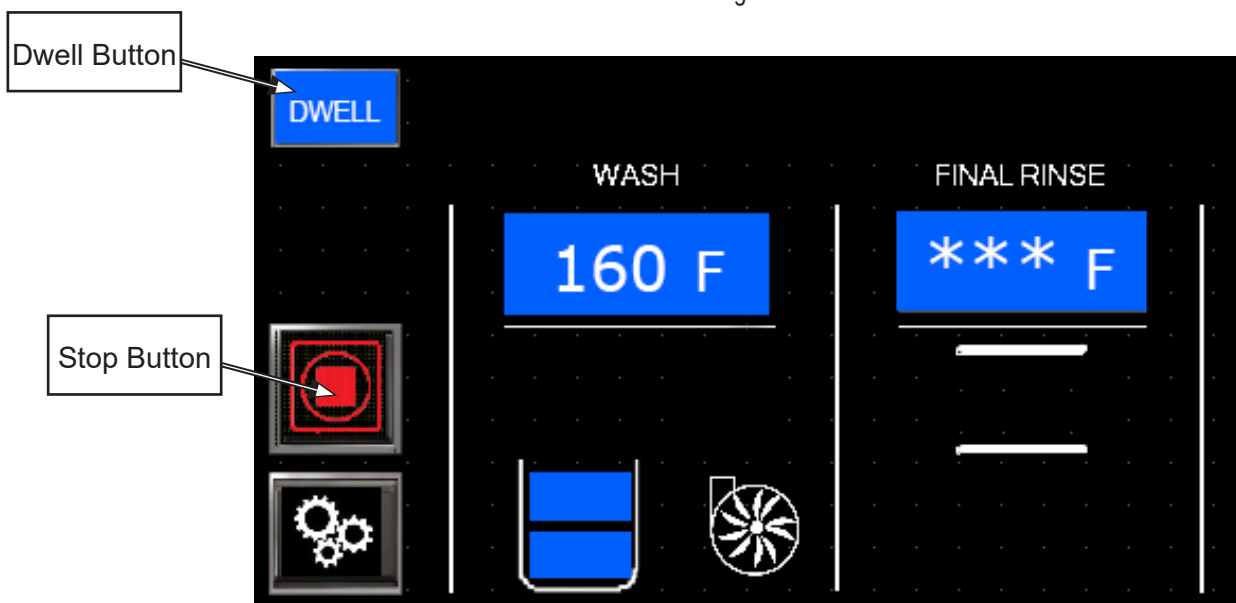 Dwell Button
DWELL
WASH
FINAL RINSE
160 F
*** F
Stop Button